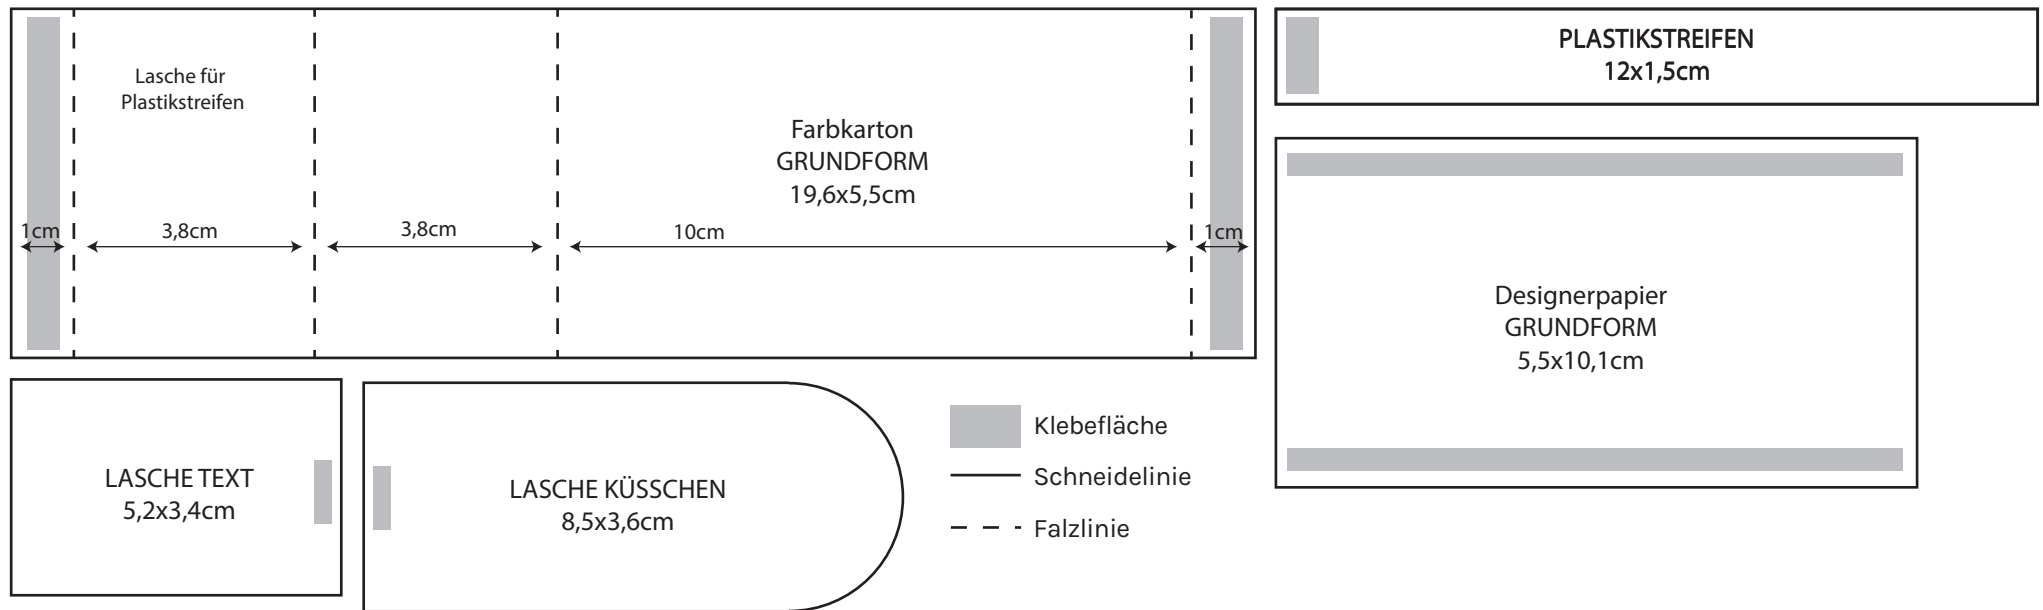 Lasche für
Plastikstreifen
Farbkarton
GRUNDFORM
19,6x5,5cm
1cm
3,8cm
3,8cm
10cm
1cm
PLASTIKSTREIFEN
12x1,5cm
Designerpapier
GRUNDFORM
5,5x10,1cm
LASCHE TEXT
5,2x3,4cm
LASCHE KÜSSCHEN
8,5x3,6cm
Klebefläche
Schneidelinie
Falzlinie